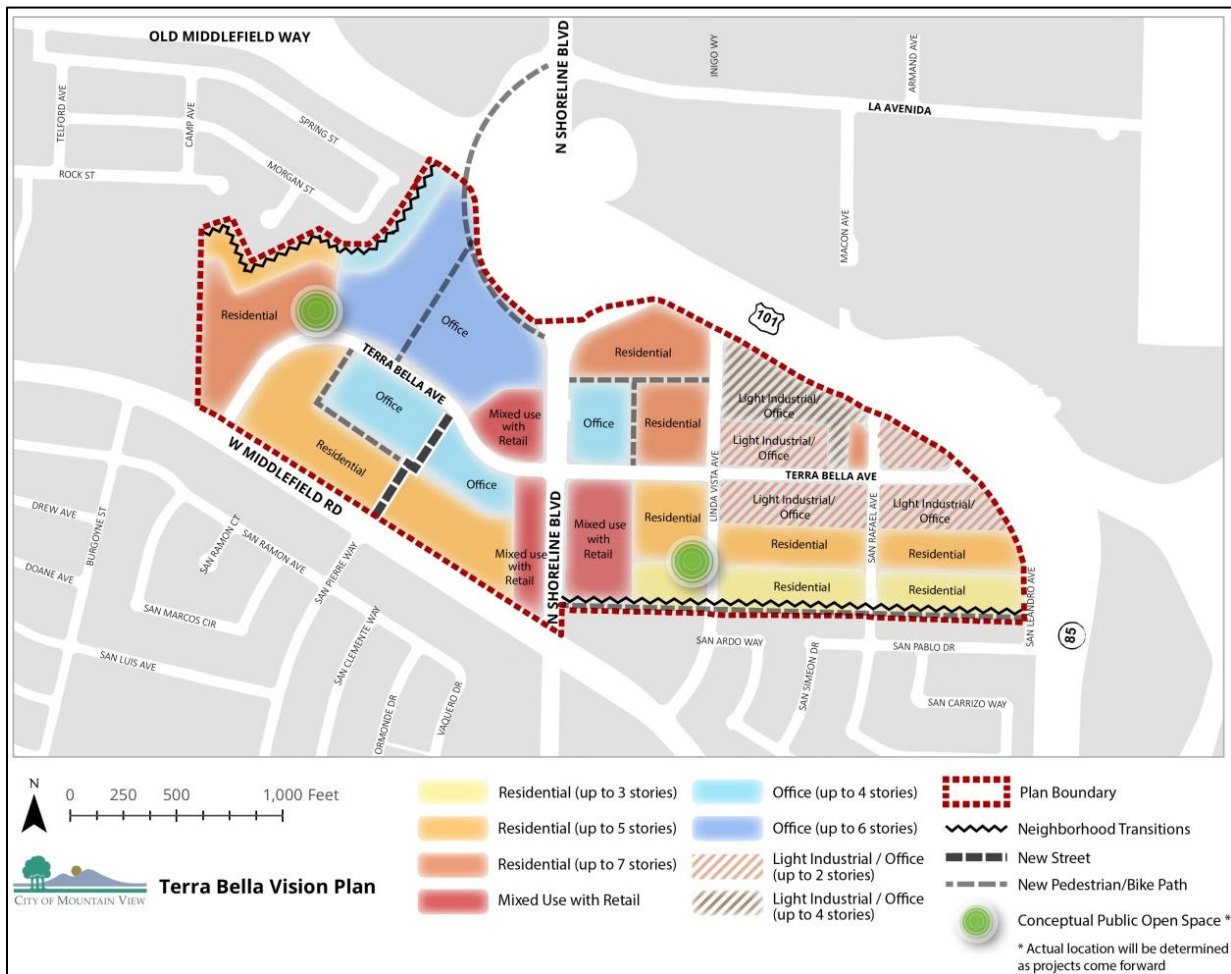 OLD MIDDLEFIELD WAY
N SHORELINE BLVD
INIGO WY
ARMAND AVE
LA AVENIDA
TELFORD AVE
CAMP AVE
SPRING ST
MORGAN ST
ROCK ST
MACON AVE
101
Residential
Office
TERRA BELLA AVE
Residential
Light Industrial/
Office
Office
Mixed use
with
Retail
Office
Residential
Light Industrial/
Office
Residential
W MIDDLEFIELD RD
Office
TERRA BELLA AVE
LINDA VISTA AVE
SAN RAFAEL AVE
Mixed use
with
Retail
N SHORELINE BLVD
Mixed use
with
Retail
Residential
Light Industrial/
Office
Light Industrial/
Office
Residential
Residential
Residential
Residential
DREW AVE
BURGOYNE ST
SAN RAMON CT
SAN RAMON AVE
SAN PIERRE WAY
DOANE AVE
SAN MARCOS CIR
SAN CLEMENTE WAY
SAN LUIS AVE
ORMONDE DR
VAQUERO DR
SAN ARDO WAY
SAN SIMEON DR
SAN PABLO DR
SAN LEANDRO AVE
85
SAN CARRIZO WAY
N
0 250 500 1,000 Feet
CITY OF MOUNTAIN VIEW
Terra Bella Vision Plan
Residential (up to 3 stories)
Residential (up to 5 stories)
Residential (up to 7 stories)
Mixed Use with Retail
Office (up to 4 stories)
Office (up to 6 stories)
Light Industrial / Office
(up to 2 stories)
Light Industrial / Office
(up to 4 stories)
Plan Boundary
Neighborhood Transitions
New Street
New Pedestrian/Bike Path
Conceptual Public Open Space *
* Actual location will be determined
as projects come forward